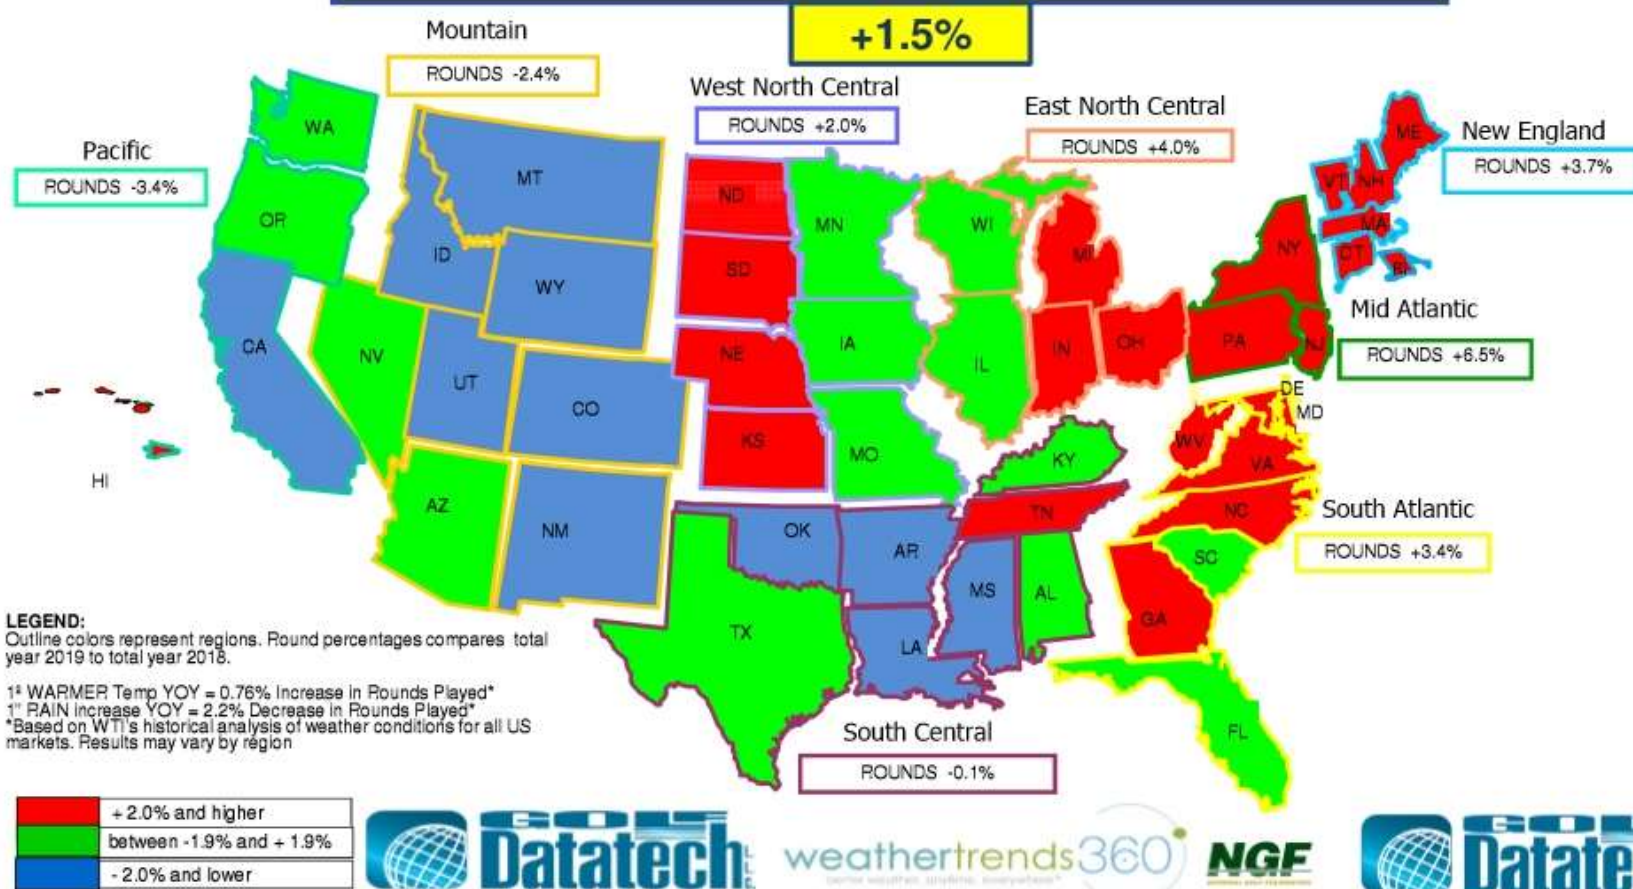 +1.5%
Mountain
ROUNDS -2.4%
West North Central
ROUNDS +2.0%
East North Central
ROUNDS +4.0%
New England
ROUNDS +3.7%
Pacific
ROUNDS -3.4%
Mid Atlantic
ROUNDS +6.5%
South Atlantic
ROUNDS +3.4%
South Central
ROUNDS -0.1%
WA
OR
CA
NV
ID
MT
WY
UT
CO
AZ
NM
HI
ND
SD
NE
KS
MN
IA
MO
WI
IL
MI
IN
OH
KY
TN
OK
AR
TX
LA
MS
AL
GA
FL
SC
NC
VA
WV
DE
MD
PA
NJ
NY
VT
NH
ME
MA
CT
RI
LEGEND:
Outline colors represent regions. Round percentages compares total
year 2019 to total year 2018.
1º WARMER Temp YOY = 0.76% Increase in Rounds Played*
1" RAIN Increase YOY = 2.2% Decrease in Rounds Played*
*Based on WTI's historical analysis of weather conditions for all US
markets. Results may vary by region
+ 2.0% and higher
between -1.9% and + 1.9%
- 2.0% and lower
GOLF
Datatech
weathertrends360°
NGF